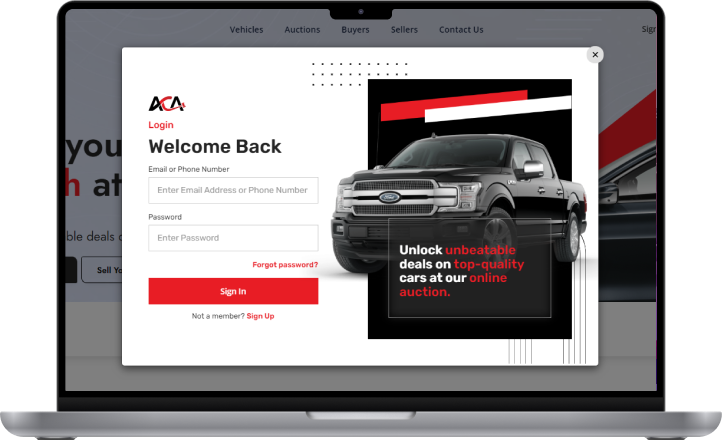 Vehicles Auctions Buyers Sellers Contact Us
ACA
Login
Welcome Back
Email or Phone Number
Enter Email Address or Phone Number
Password
Enter Password
Forgot password?
Sign In
Not a member? Sign Up
Ford
Unlock unbeatable
deals on top-quality
cars at our online
auction.
you
at
ble deals
Sell Yo